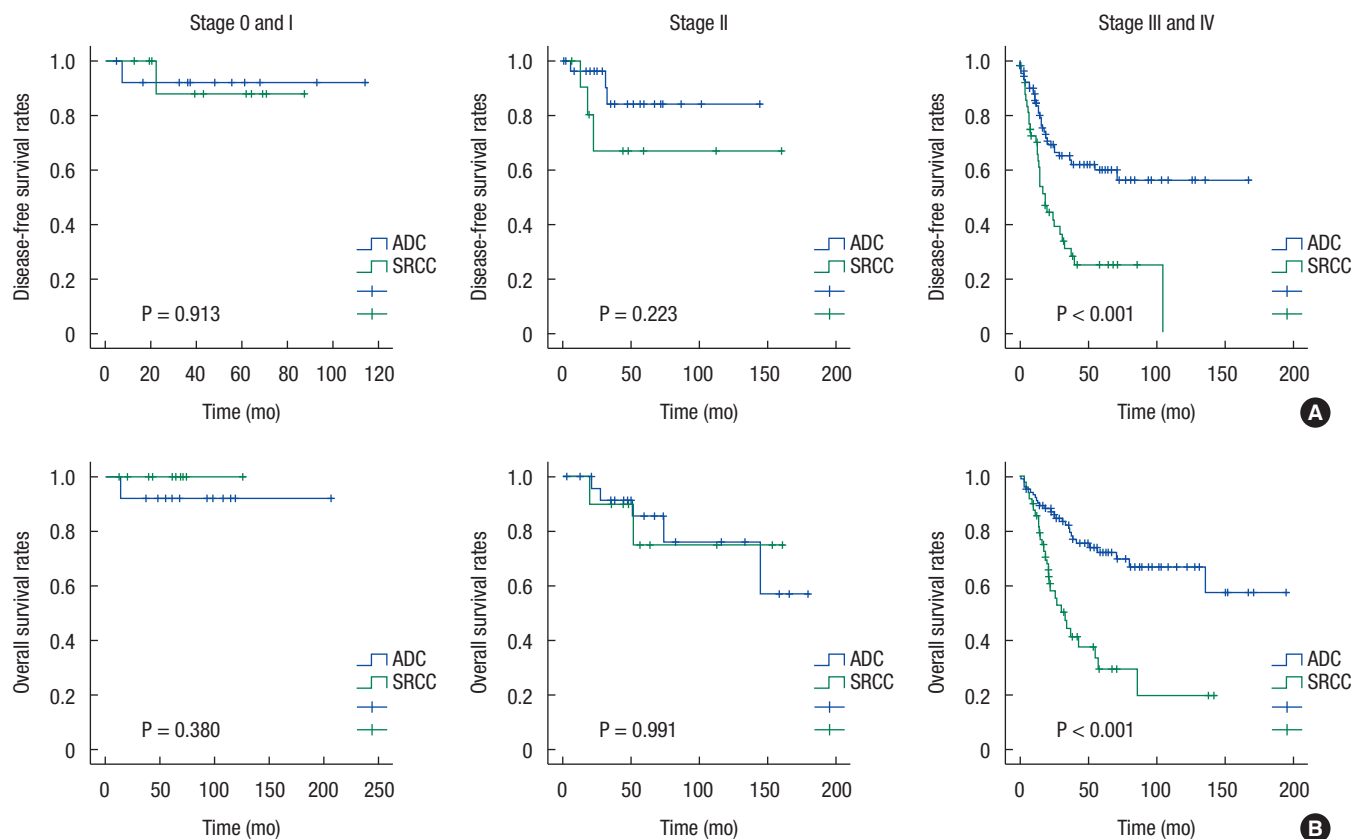 Stage 0 and I
Disease-free survival rates
1.0
0.8
0.6
0.4
0.2
0
ADC
SRCC
P = 0.913
0 20 40 60 80 100 120
Time (mo)
Stage II
Disease-free survival rates
1.0
0.8
0.6
0.4
0.2
0
ADC
SRCC
P = 0.223
0 50 100 150 200
Time (mo)
Stage III and IV
Disease-free survival rates
1.0
0.8
0.6
0.4
0.2
0
ADC
SRCC
P < 0.001
0 50 100 150 200
Time (mo)
A
Overall survival rates
1.0
0.8
0.6
0.4
0.2
0
ADC
SRCC
P = 0.380
0 50 100 150 200 250
Time (mo)
Overall survival rates
1.0
0.8
0.6
0.4
0.2
0
ADC
SRCC
P = 0.991
0 50 100 150 200
Time (mo)
Overall survival rates
1.0
0.8
0.6
0.4
0.2
0
ADC
SRCC
P < 0.001
0 50 100 150 200
Time (mo)
B